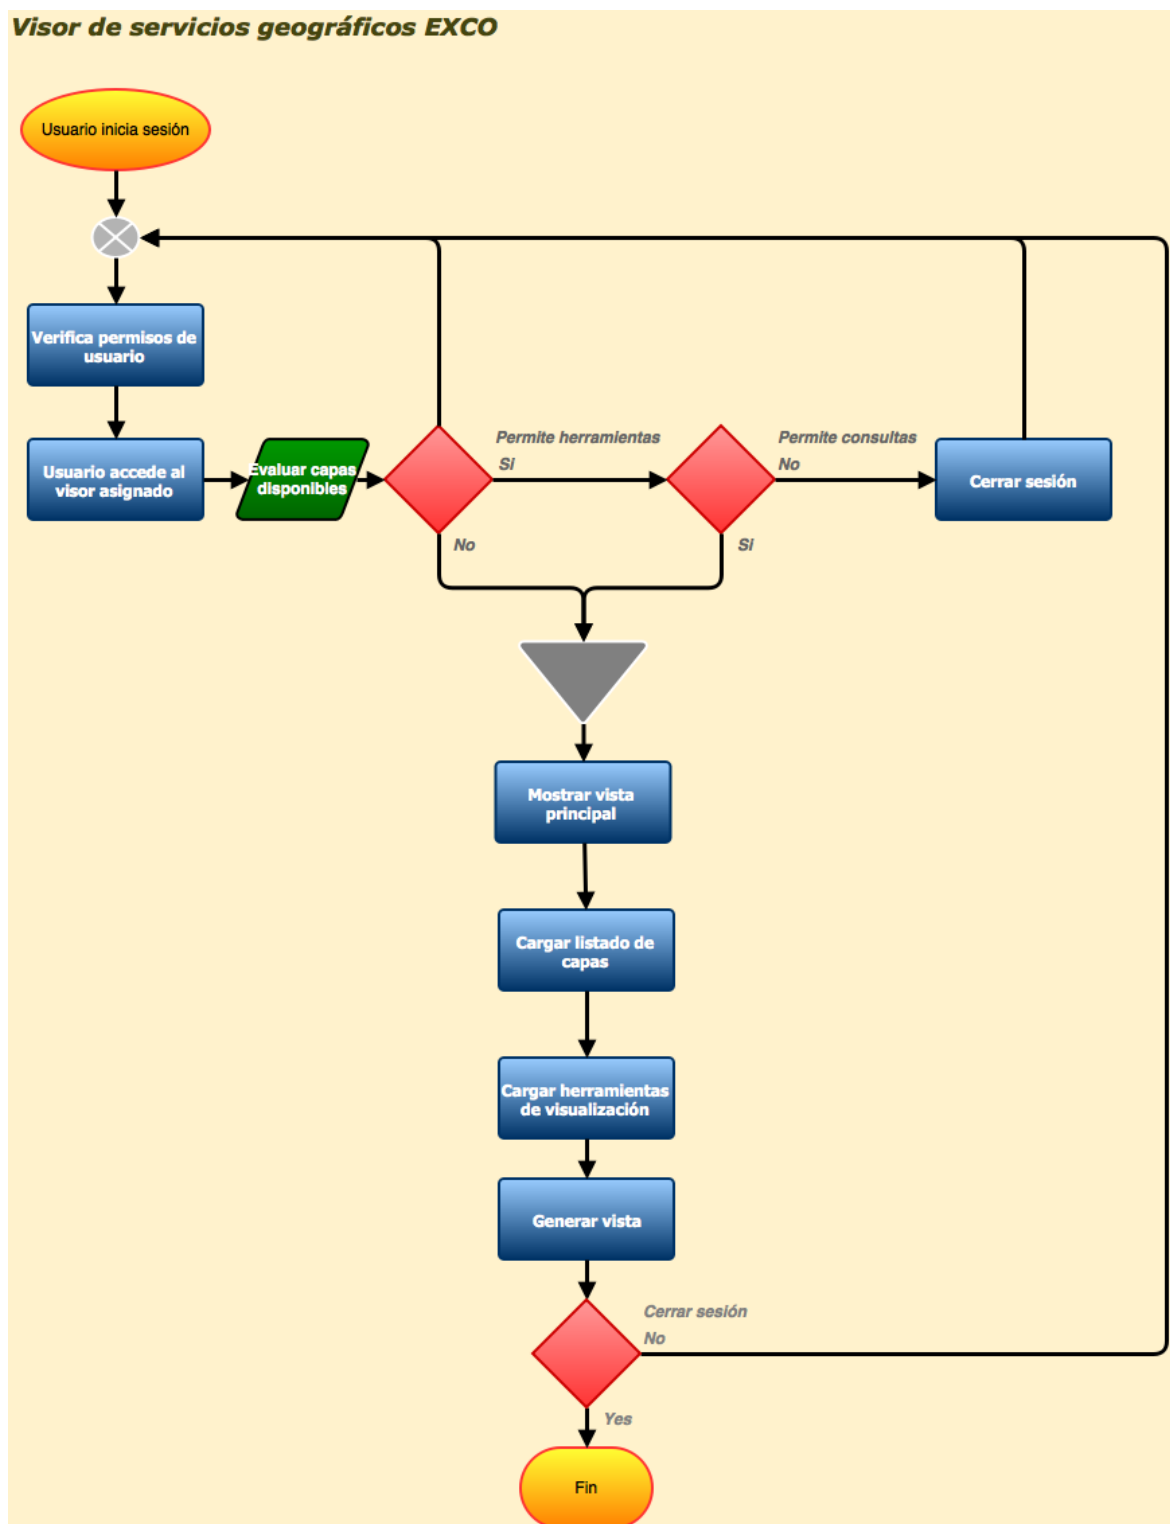 Visor de servicios geográficos EXCO
Usuario inicia sesión
Verifica permisos de
usuario
Usuario accede al
visor asignado
Evaluar capas
disponibles
Permite herramientas
Si
No
Permite consultas
No
Si
Cerrar sesión
Mostrar vista
principal
Cargar listado de
capas
Cargar herramientas
de visualización
Generar vista
Cerrar sesión
No
Yes
Fin